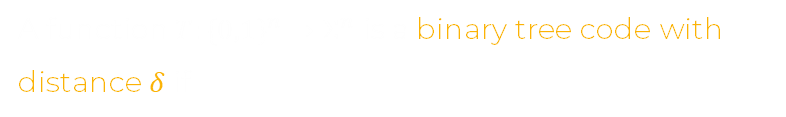 binary tree code with
distance δ